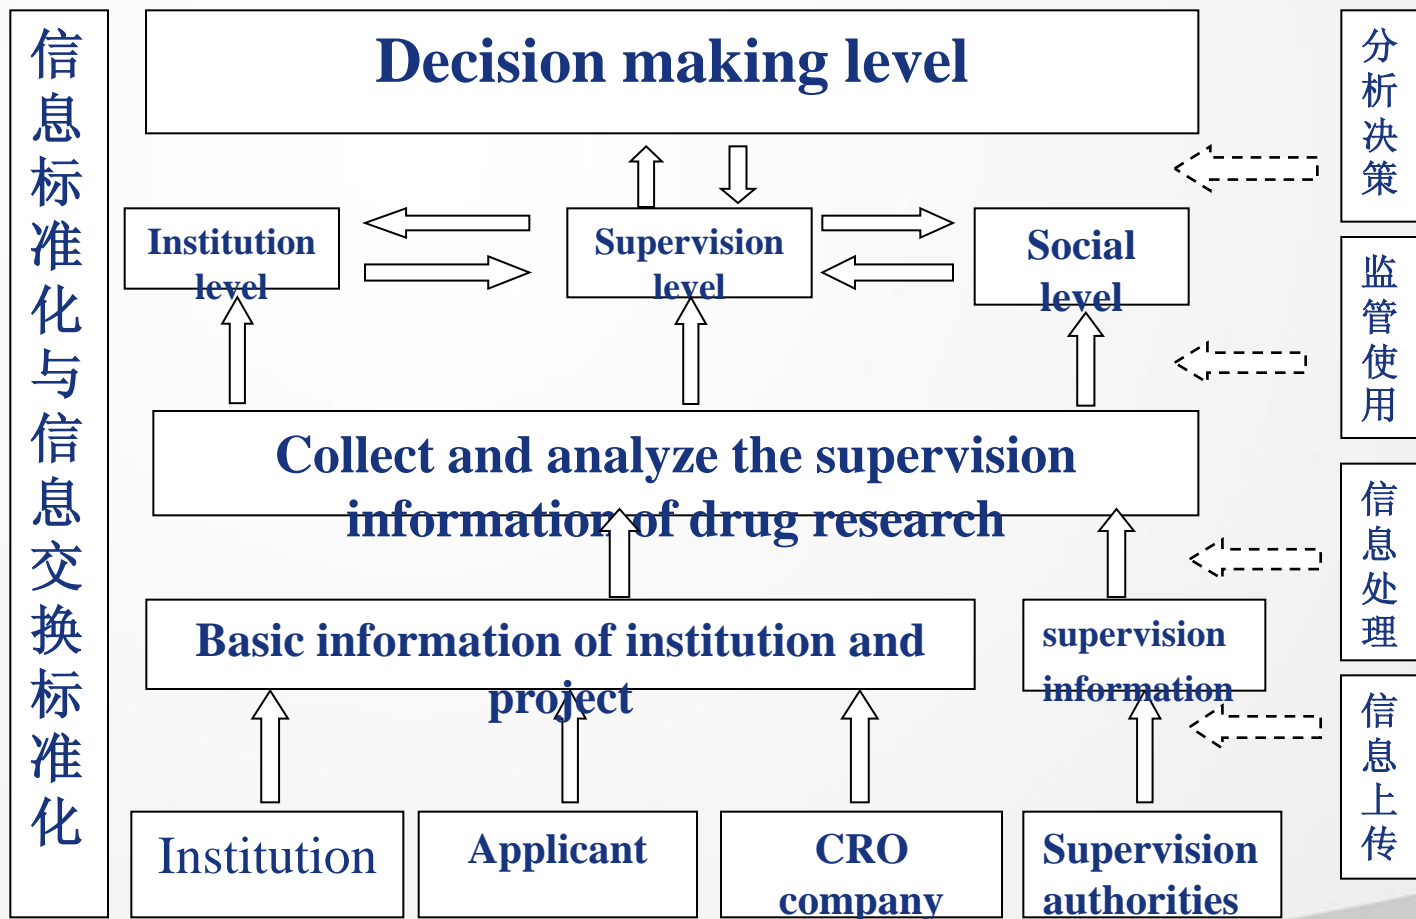 信息标准化与信息交换标准化
Decision making level
分析决策
Institution
level
Supervision
level
Social
level
监管使用
Collect and analyze the supervision
information of drug research
信息处理
Basic information of institution and
project
supervision
information
信息上传
Institution
Applicant
CRO
company
Supervision
authorities